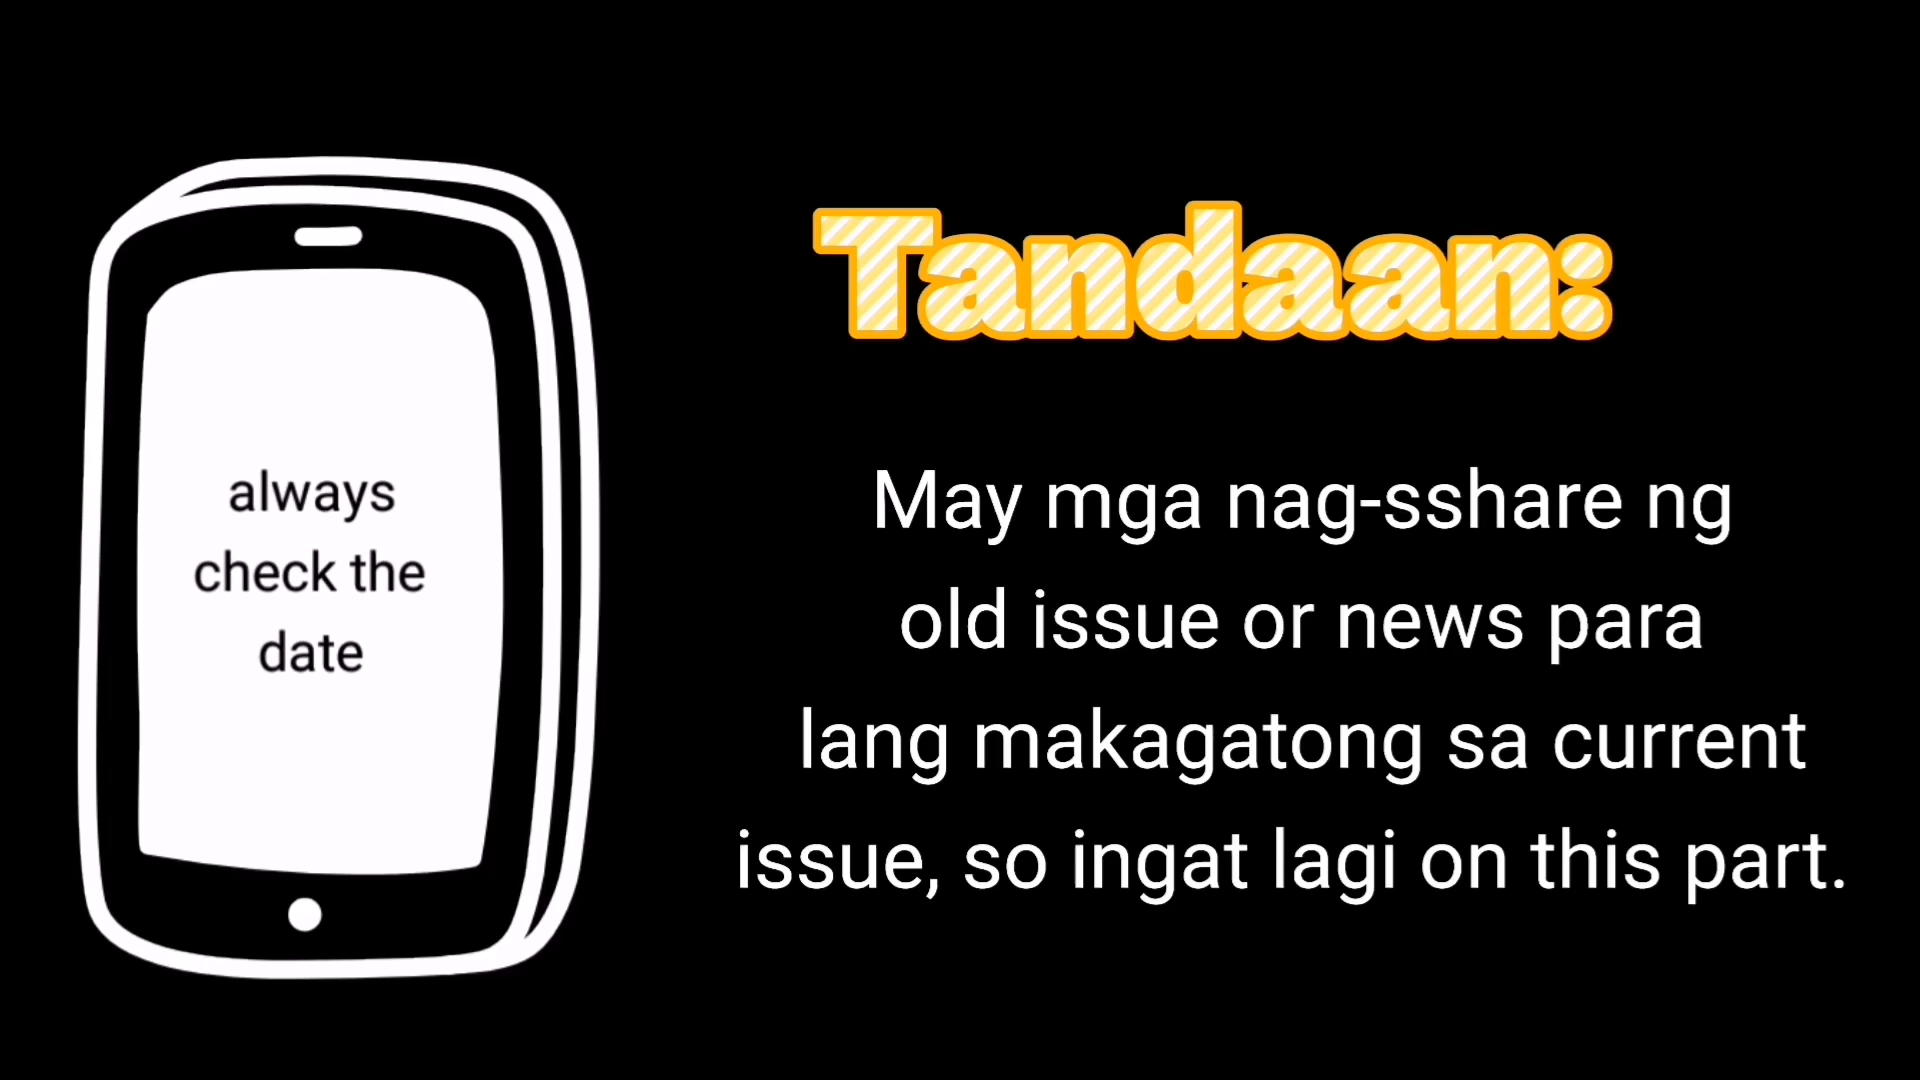 always
check the
date
Tandaan:
May mga nag-sshare ng
old issue or news para
lang makagatong sa current
issue, so ingat lagi on this part.